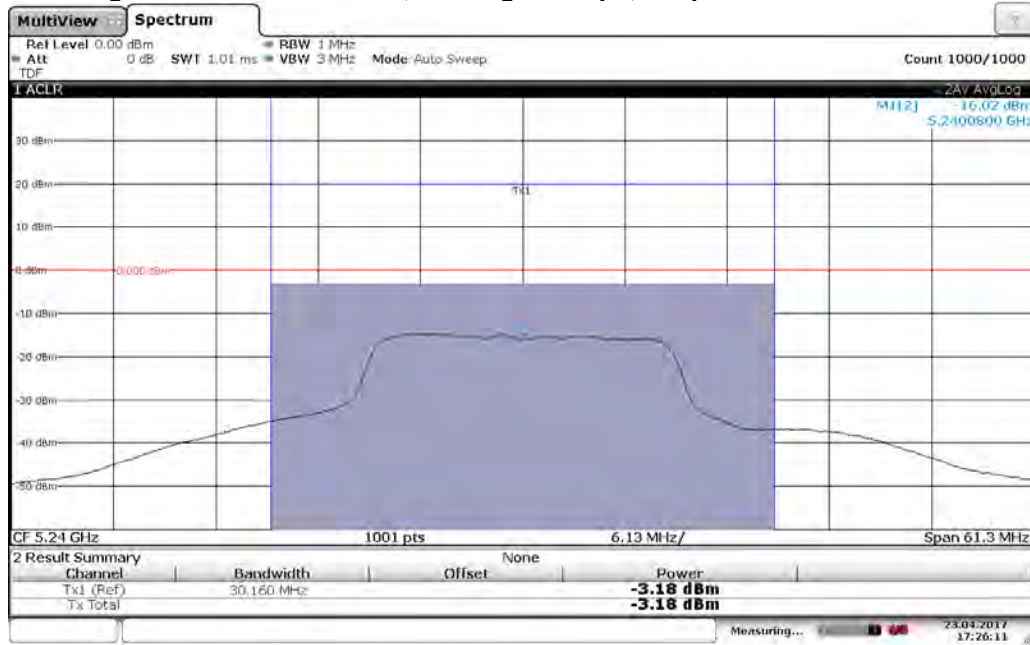 MultiView Spectrum
Ref Level 0.00 dBm RBW 1 MHz
Att 0 dB SWT 1.01 ms VBW 3 MHz Mode Auto Sweep Count 1000/1000
TDF
1 ACLR 2AV AvgLog
M1[2] -16.02 dBm
5.2400800 GHz
30 dBm
20 dBm
Tx1
10 dBm
0 dBm 0.000 dBm
-10 dBm
-20 dBm
-30 dBm
-40 dBm
-50 dBm
CF 5.24 GHz 1001 pts 6.13 MHz/ Span 61.3 MHz
2 Result Summary None
Channel Bandwidth Offset Power
Tx1 (Ref) 30.160 MHz -3.18 dBm
Tx Total -3.18 dBm
Measuring... 23.04.2017
17:26:11